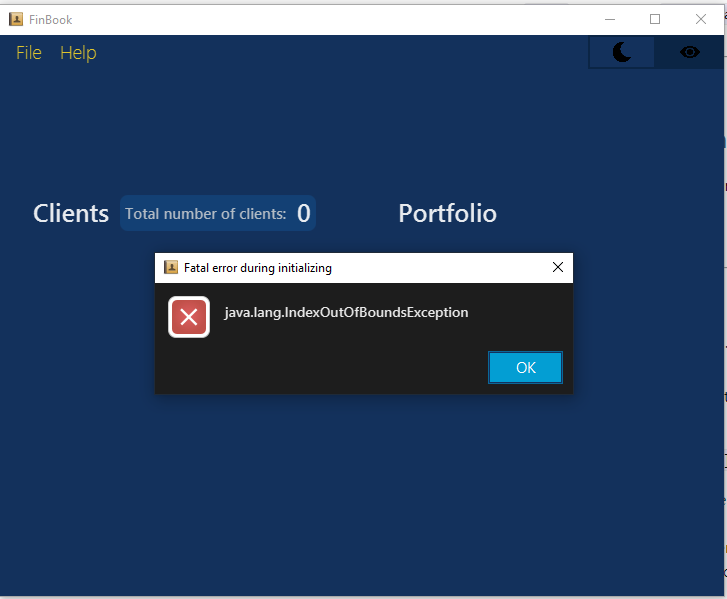 FinBook
File Help
Clients Total number of clients: 0 Portfolio
Fatal error during initializing
java.lang.IndexOutOfBoundsException
OK